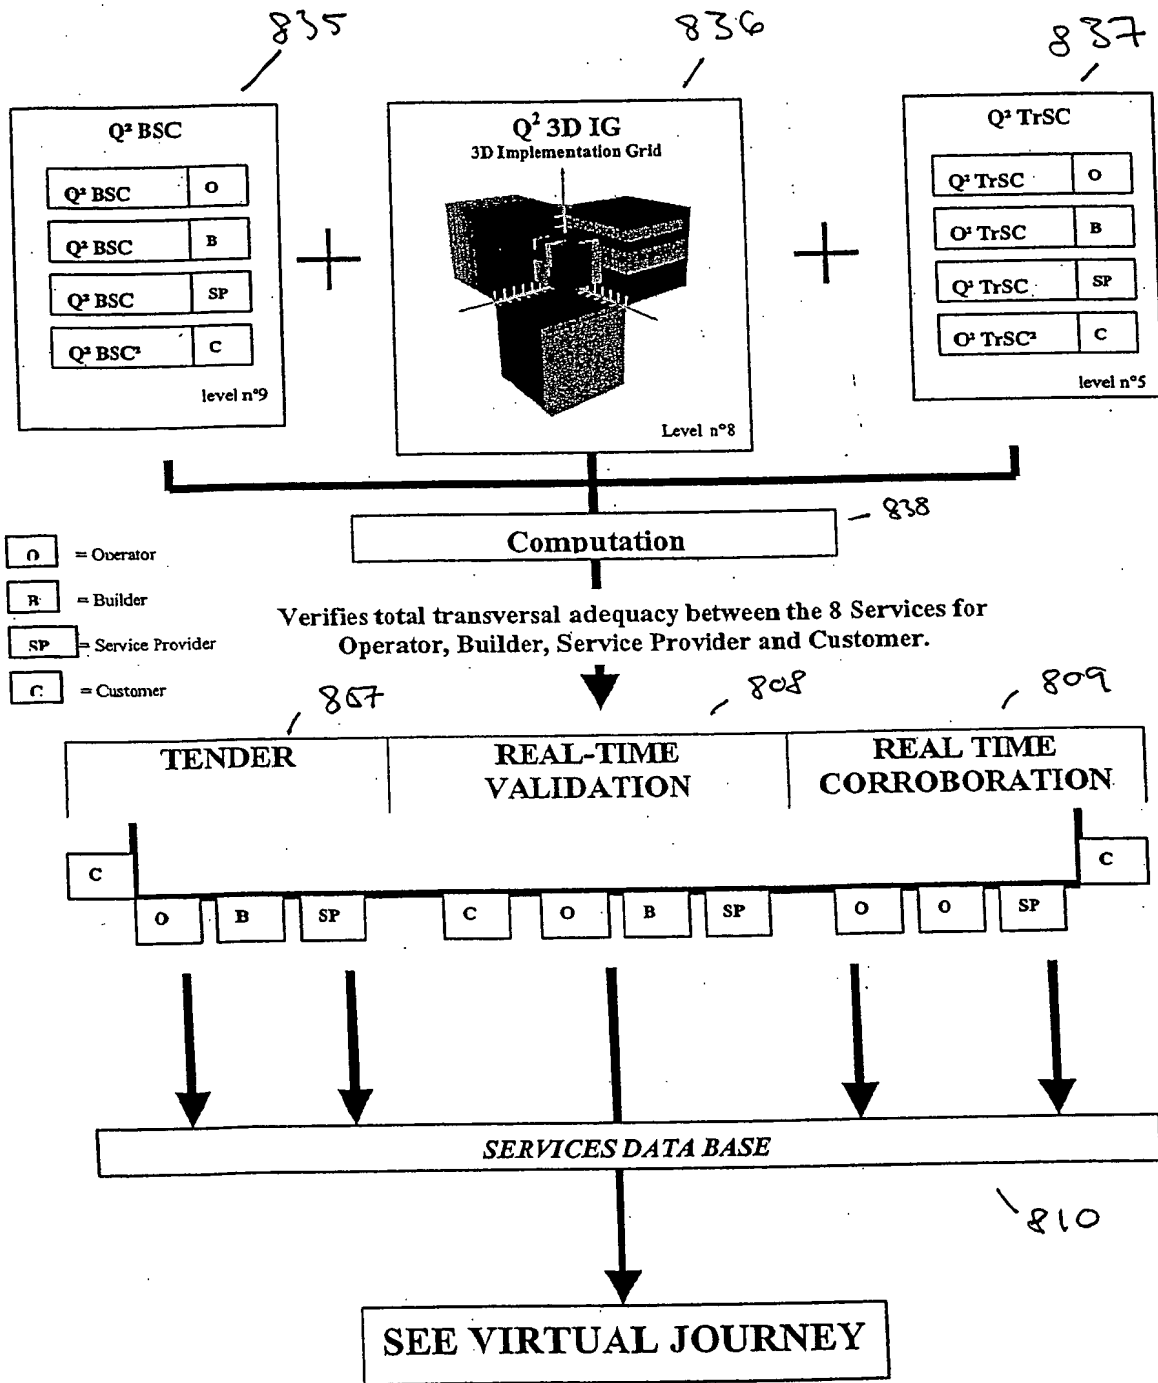 835
836
837
Q² BSC
Q² BSC O
Q² BSC B
Q² BSC SP
Q² BSC² C
level n°9
Q² 3D IG
3D Implementation Grid
Level n°8
Q² TrSC
Q² TrSC O
O² TrSC B
Q² TrSC SP
O² TrSC² C
level n°5
838
Computation
O = Operator
B = Builder
SP = Service Provider
C = Customer
Verifies total transversal adequacy between the 8 Services for
Operator, Builder, Service Provider and Customer.
807
808
809
TENDER
REAL-TIME
VALIDATION
REAL TIME
CORROBORATION
C
C
O B SP C O B SP O O SP
SERVICES DATA BASE
810
SEE VIRTUAL JOURNEY